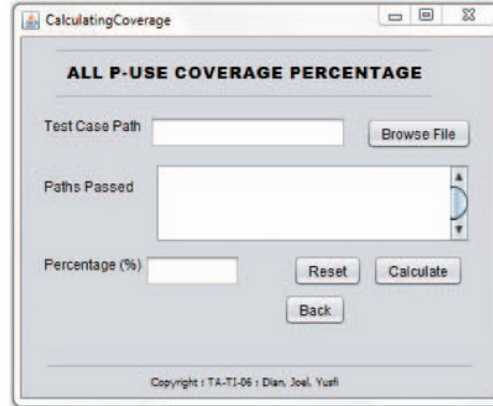 CalculatingCoverage
ALL P-USE COVERAGE PERCENTAGE
Test Case Path
Browse File
Paths Passed
Percentage (%)
Reset
Calculate
Back
Copyright : TA-TI-06 : Dian, Joel, Yusfi